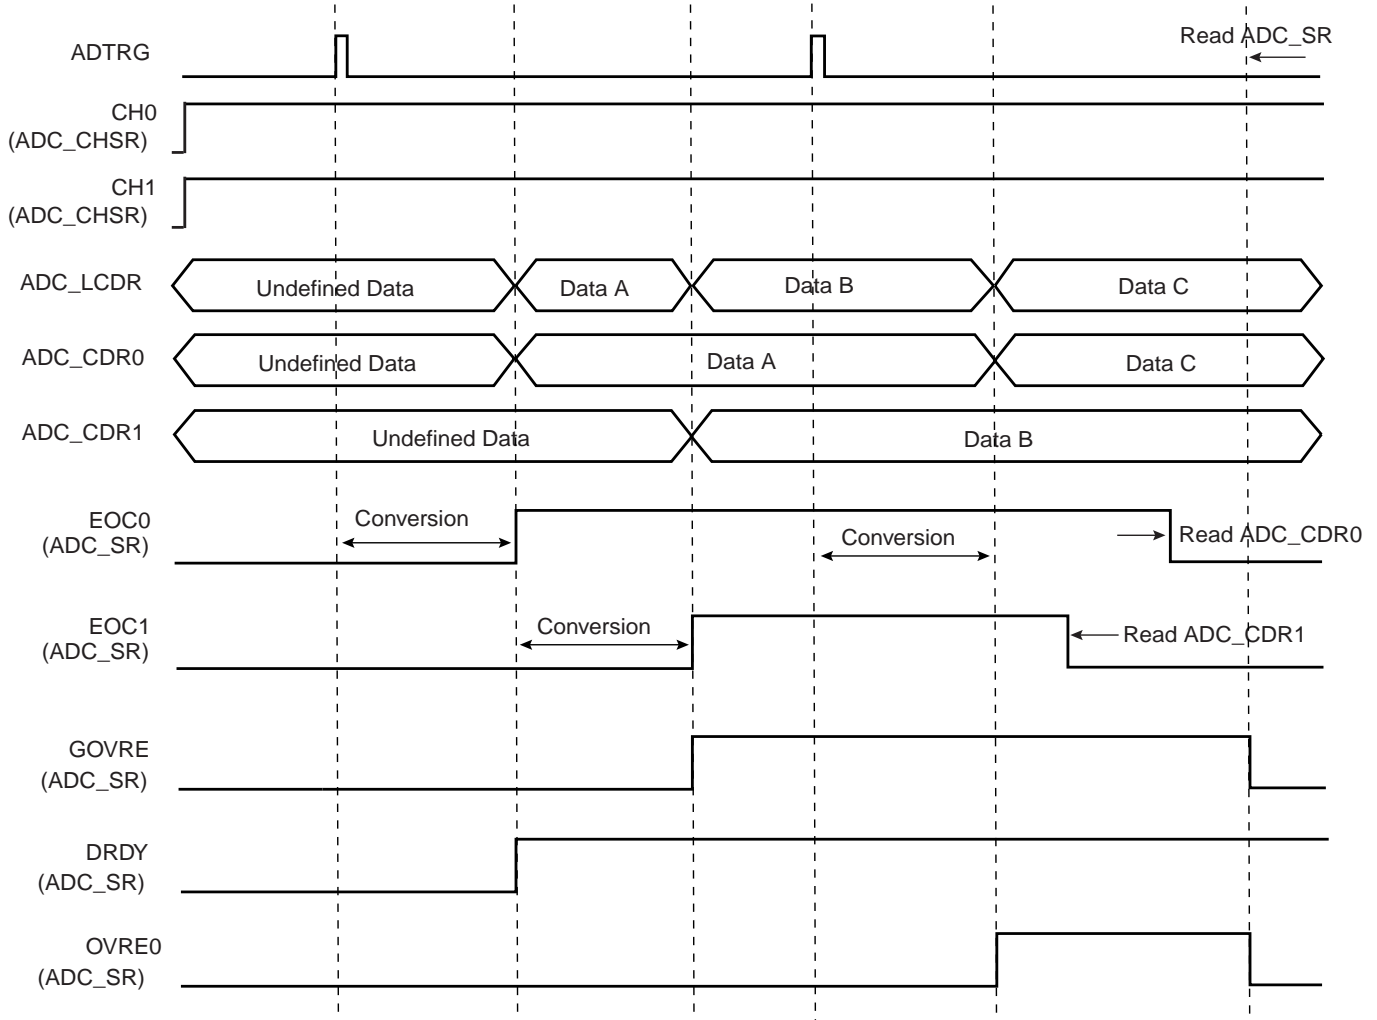 Read ADC_SR
ADTRG
CH0
(ADC_CHSR)
CH1
(ADC_CHSR)
ADC_LCDR
Undefined Data
Data A
Data B
Data C
ADC_CDR0
Undefined Data
Data A
Data C
ADC_CDR1
Undefined Data
Data B
EOC0
(ADC_SR)
Conversion
Conversion
Read ADC_CDR0
EOC1
(ADC_SR)
Conversion
Read ADC_CDR1
GOVRE
(ADC_SR)
DRDY
(ADC_SR)
OVRE0
(ADC_SR)